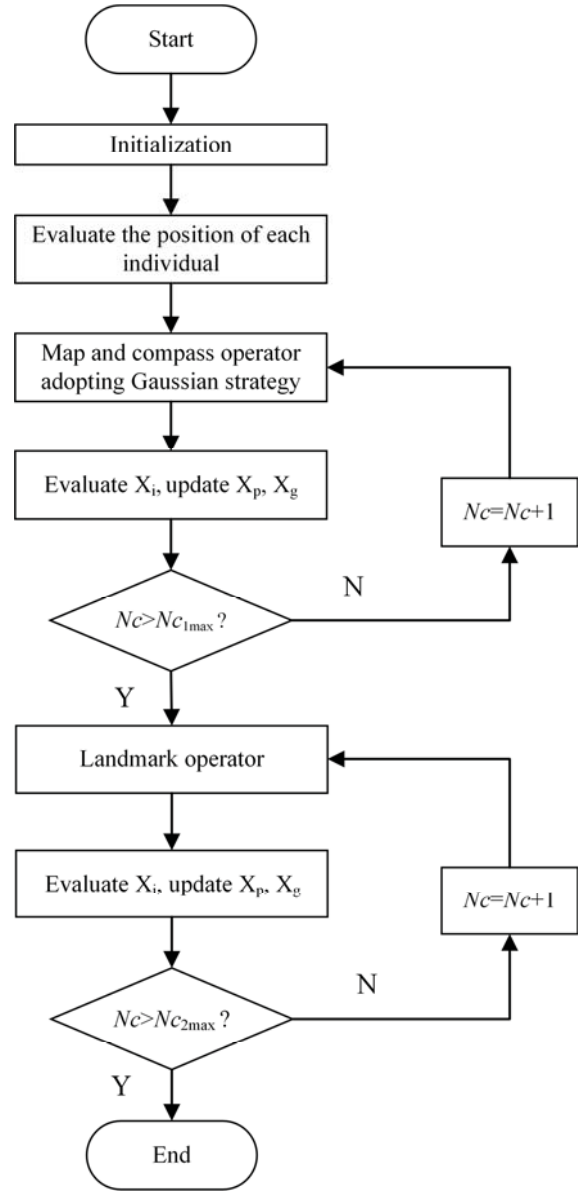 Start
Initialization
Evaluate the position of each
individual
Map and compass operator
adopting Gaussian strategy
Evaluate Xi, update Xp, Xg
Nc=Nc+1
N
Nc>Nc1max?
Y
Landmark operator
Evaluate Xi, update Xp, Xg
Nc=Nc+1
N
Nc>Nc2max?
Y
End